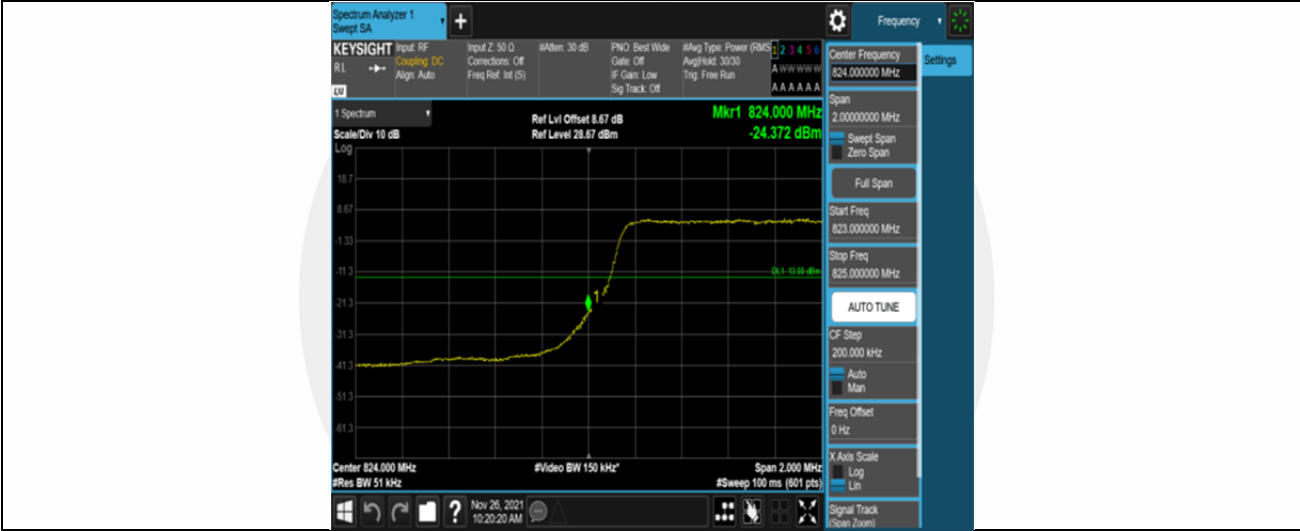 Spectrum Analyzer 1
Swept SA
+
Frequency
KEYSIGHT
Input: RF
Coupling: DC
Align: Auto
Input Z: 50 Ω
Corrections: Off
Freq Ref: Int (S)
#Atten: 30 dB
PNO: Best Wide
Gate: Off
IF Gain: Low
Sig Track: Off
#Avg Type: Power (RMS
Avg|Hold: 30/30
Trig: Free Run
1 2 3 4 5 6
A W W W W W
A A A A A A
R L
Center Frequency
824.000000 MHz
Settings
Span
2.00000000 MHz
Swept Span
Zero Span
Full Span
Start Freq
823.000000 MHz
Stop Freq
825.000000 MHz
AUTO TUNE
CF Step
200.000 kHz
Auto
Man
Freq Offset
0 Hz
X Axis Scale
Log
Lin
Signal Track
(Span Zoom)
1 Spectrum
Scale/Div 10 dB
Ref Lvl Offset 8.67 dB
Ref Level 28.67 dBm
Mkr1 824.000 MHz
-24.372 dBm
Log
18.7
8.67
-1.33
-11.3
DL1 -13.00 dBm
-21.3
1
-31.3
-41.3
-51.3
-61.3
Center 824.000 MHz
#Video BW 150 kHz*
Span 2.000 MHz
#Res BW 51 kHz
#Sweep 100 ms (601 pts)
?
Nov 26, 2021
10:20:20 AM